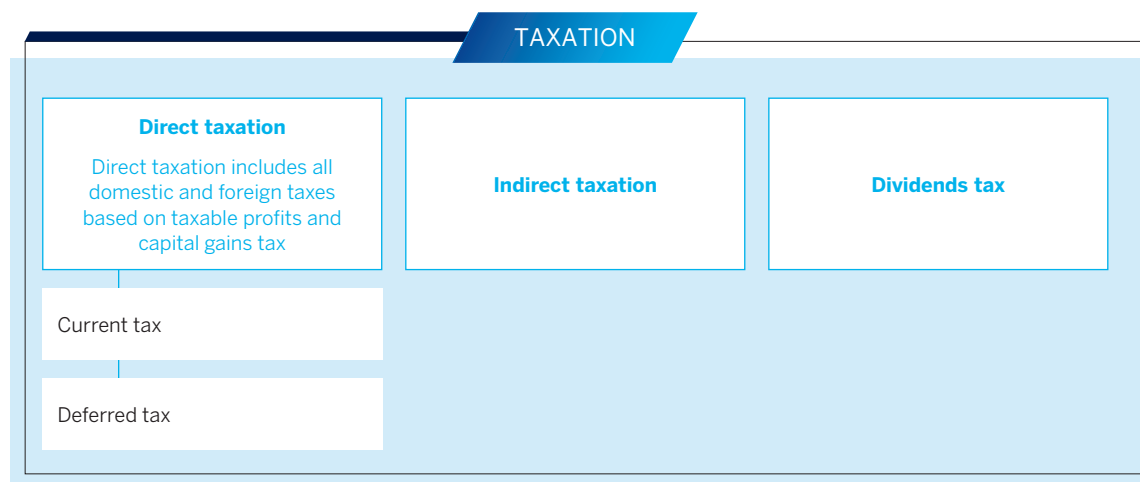 TAXATION
Direct taxation
Direct taxation includes all
domestic and foreign taxes
based on taxable profits and
capital gains tax
Indirect taxation
Dividends tax
Current tax
Deferred tax